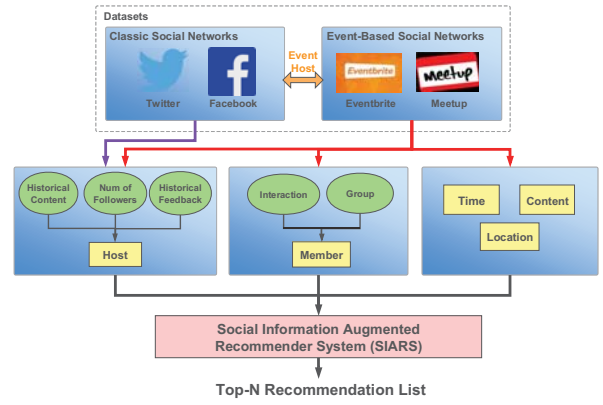 Datasets
Classic Social Networks
Event-Based Social Networks
Event
Host
Eventbrite
Meetup
Twitter
Facebook
Eventbrite
Meetup
Historical
Content
Num of
Followers
Historical
Feedback
Host
Interaction
Group
Member
Time
Content
Location
Social Information Augmented
Recommender System (SIARS)
Top-N Recommendation List